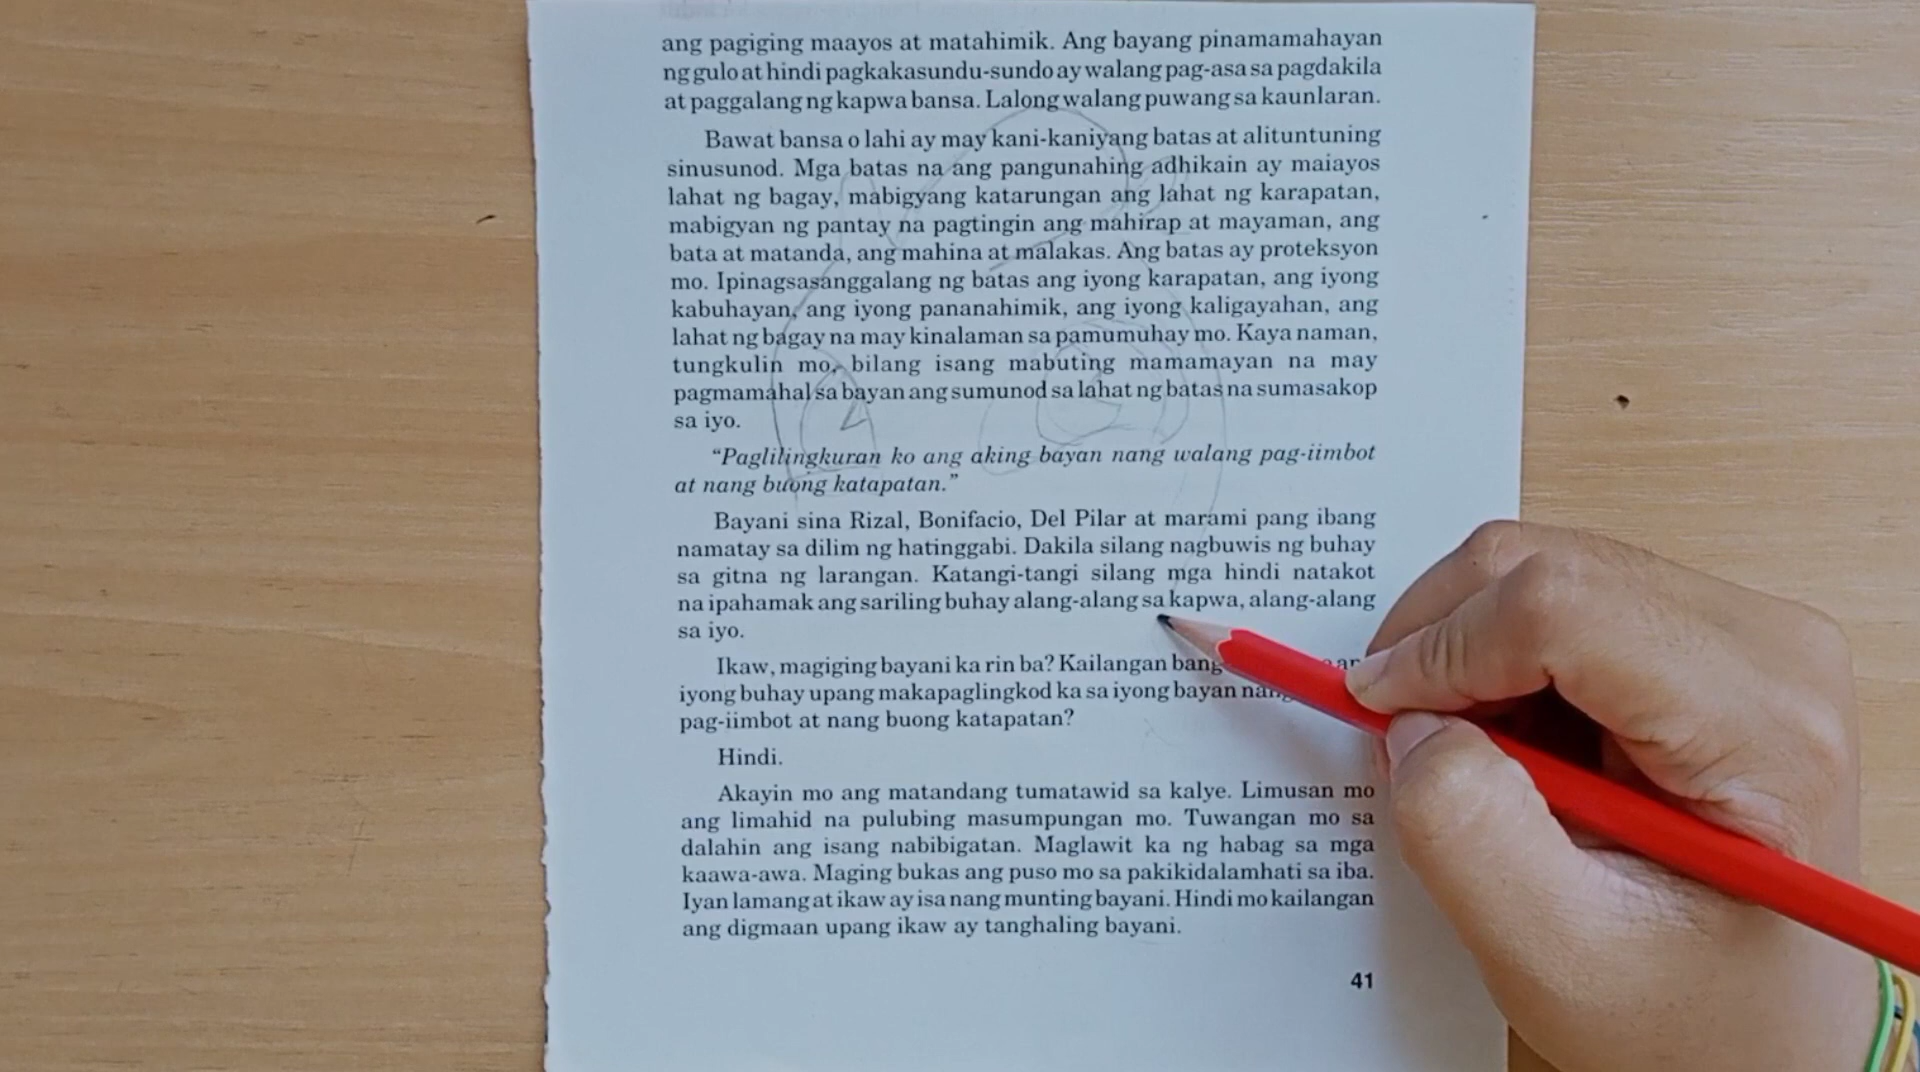 ang pagiging maayos at matahimik. Ang bayang pinamamahayan
ng gulo at hindi pagkakasundu-sundo ay walang pag-asa sa pagdakila
at paggalang ng kapwa bansa. Lalong walang puwang sa kaunlaran.
Bawat bansa o lahi ay may kani-kaniyang batas at alituntuning
sinusunod. Mga batas na ang pangunahing adhikain ay maiayos
lahat ng bagay, mabigyang katarungan ang lahat ng karapatan,
mabigyan ng pantay na pagtingin ang mahirap at mayaman, ang
bata at matanda, ang mahina at malakas. Ang batas ay proteksyon
mo. Ipinagsasanggalang ng batas ang iyong karapatan, ang iyong
kabuhayan, ang iyong pananahimik, ang iyong kaligayahan, ang
lahat ng bagay na may kinalaman sa pamumuhay mo. Kaya naman,
tungkulin mo, bilang isang mabuting mamamayan na may
pagmamahal sa bayan ang sumunod sa lahat ng batas na sumasakop
sa iyo.
“Paglilingkuran ko ang aking bayan nang walang pag-iimbot
at nang buong katapatan.”
Bayani sina Rizal, Bonifacio, Del Pilar at marami pang ibang
namatay sa dilim ng hatinggabi. Dakila silang nagbuwis ng buhay
sa gitna ng larangan. Katangi-tangi silang mga hindi natakot
na ipahamak ang sariling buhay alang-alang sa kapwa, alang-alang
sa iyo.
Ikaw, magiging bayani ka rin ba? Kailangan bang
iyong buhay upang makapaglingkod ka sa iyong bayan
pag-iimbot at nang buong katapatan?
Hindi.
Akayin mo ang matandang tumatawid sa kalye. Limusan mo
ang limahid na pulubing masumpungan mo. Tuwangan mo sa
dalahin ang isang nabibigatan. Maglawit ka ng habag sa mga
kaawa-awa. Maging bukas ang puso mo sa pakikidalamhati sa iba.
Iyan lamang at ikaw ay isa nang munting bayani. Hindi mo kailangan
ang digmaan upang ikaw ay tanghaling bayani.
41